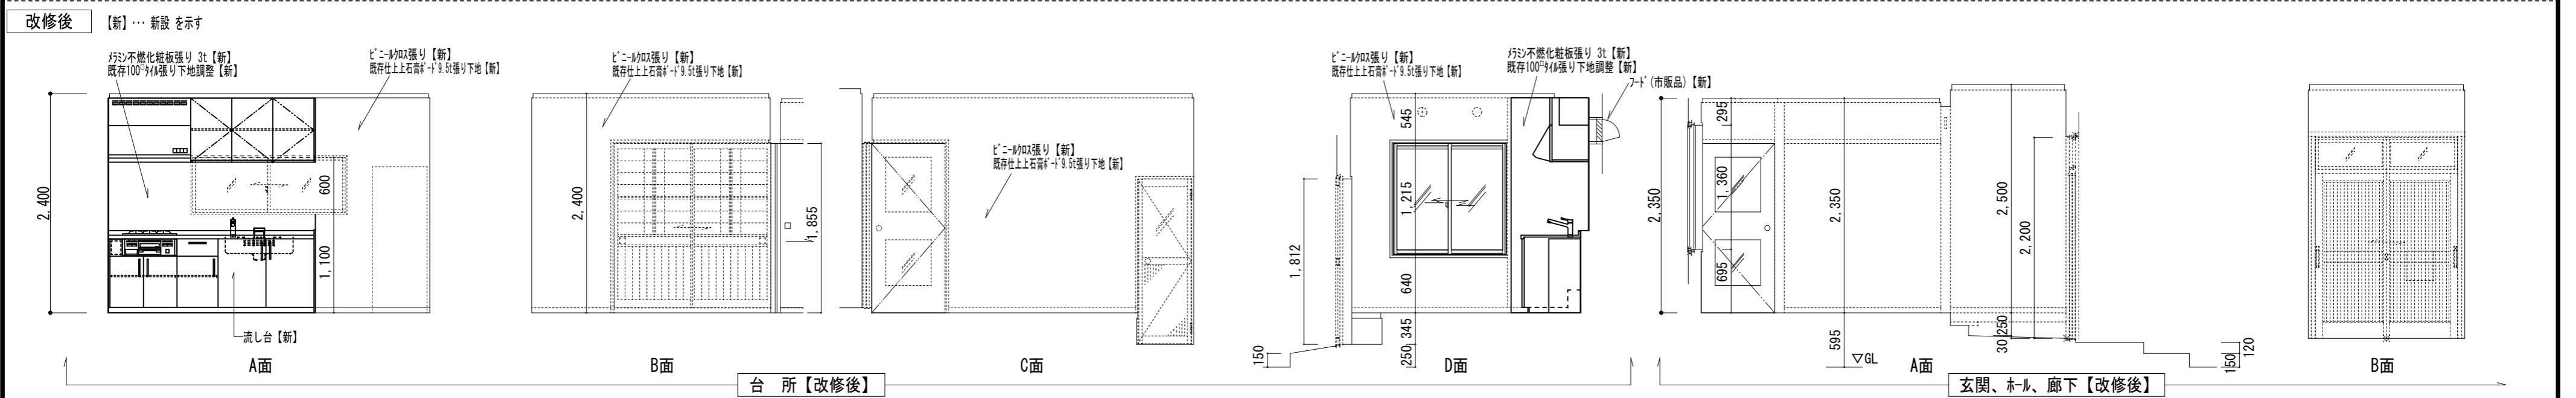 改修後
【新】･･･ 新設 を示す
ﾒﾗﾐﾝ不燃化粧板張り 3t【新】
既存100□ﾀｲﾙ張り下地調整【新】
ﾋﾞﾆｰﾙｸﾛｽ張り【新】
既存仕上上石膏ﾎﾞｰﾄﾞ9.5t張り下地【新】
2,400
600
1,100
流し台【新】
A面
ﾋﾞﾆｰﾙｸﾛｽ張り【新】
既存仕上上石膏ﾎﾞｰﾄﾞ9.5t張り下地【新】
2,400
1,855
B面
ﾋﾞﾆｰﾙｸﾛｽ張り【新】
既存仕上上石膏ﾎﾞｰﾄﾞ9.5t張り下地【新】
C面
ﾋﾞﾆｰﾙｸﾛｽ張り【新】
既存仕上上石膏ﾎﾞｰﾄﾞ9.5t張り下地【新】
ﾒﾗﾐﾝ不燃化粧板張り 3t【新】
既存100□ﾀｲﾙ張り下地調整【新】
ﾌｰﾄﾞ(市販品)【新】
545
1,215
640
345
250
1,812
150
D面
台　所【改修後】
2,350
295
1,360
695
2,350
595
▽GL
2,500
2,200
250
30
120
150
A面
B面
玄関、ﾎｰﾙ、廊下【改修後】